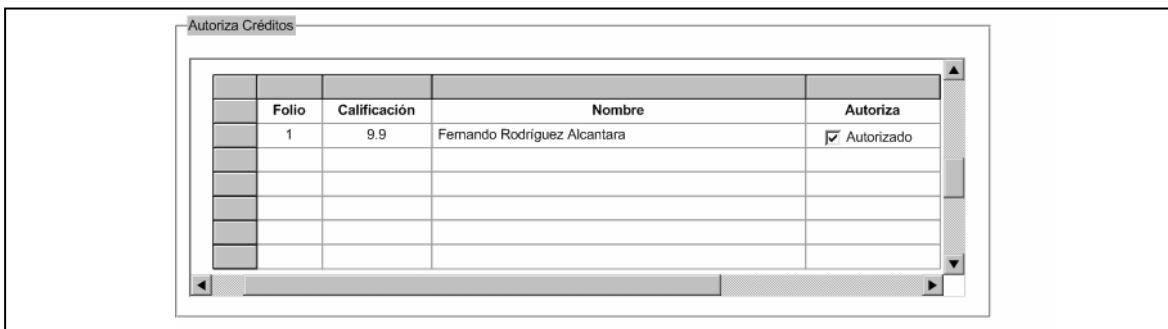 Autoriza Créditos
Folio Calificación Nombre Autoriza
1 9.9 Fernando Rodríguez Alcantara Autorizado